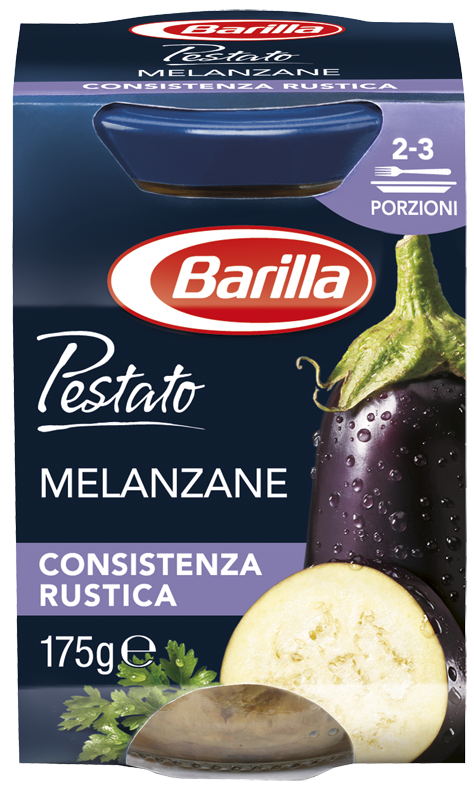 Barilla
Pestato
MELANZANE
CONSISTENZA RUSTICA
2-3
PORZIONI
Barilla
Pestato
MELANZANE
CONSISTENZA
RUSTICA
175g ℮